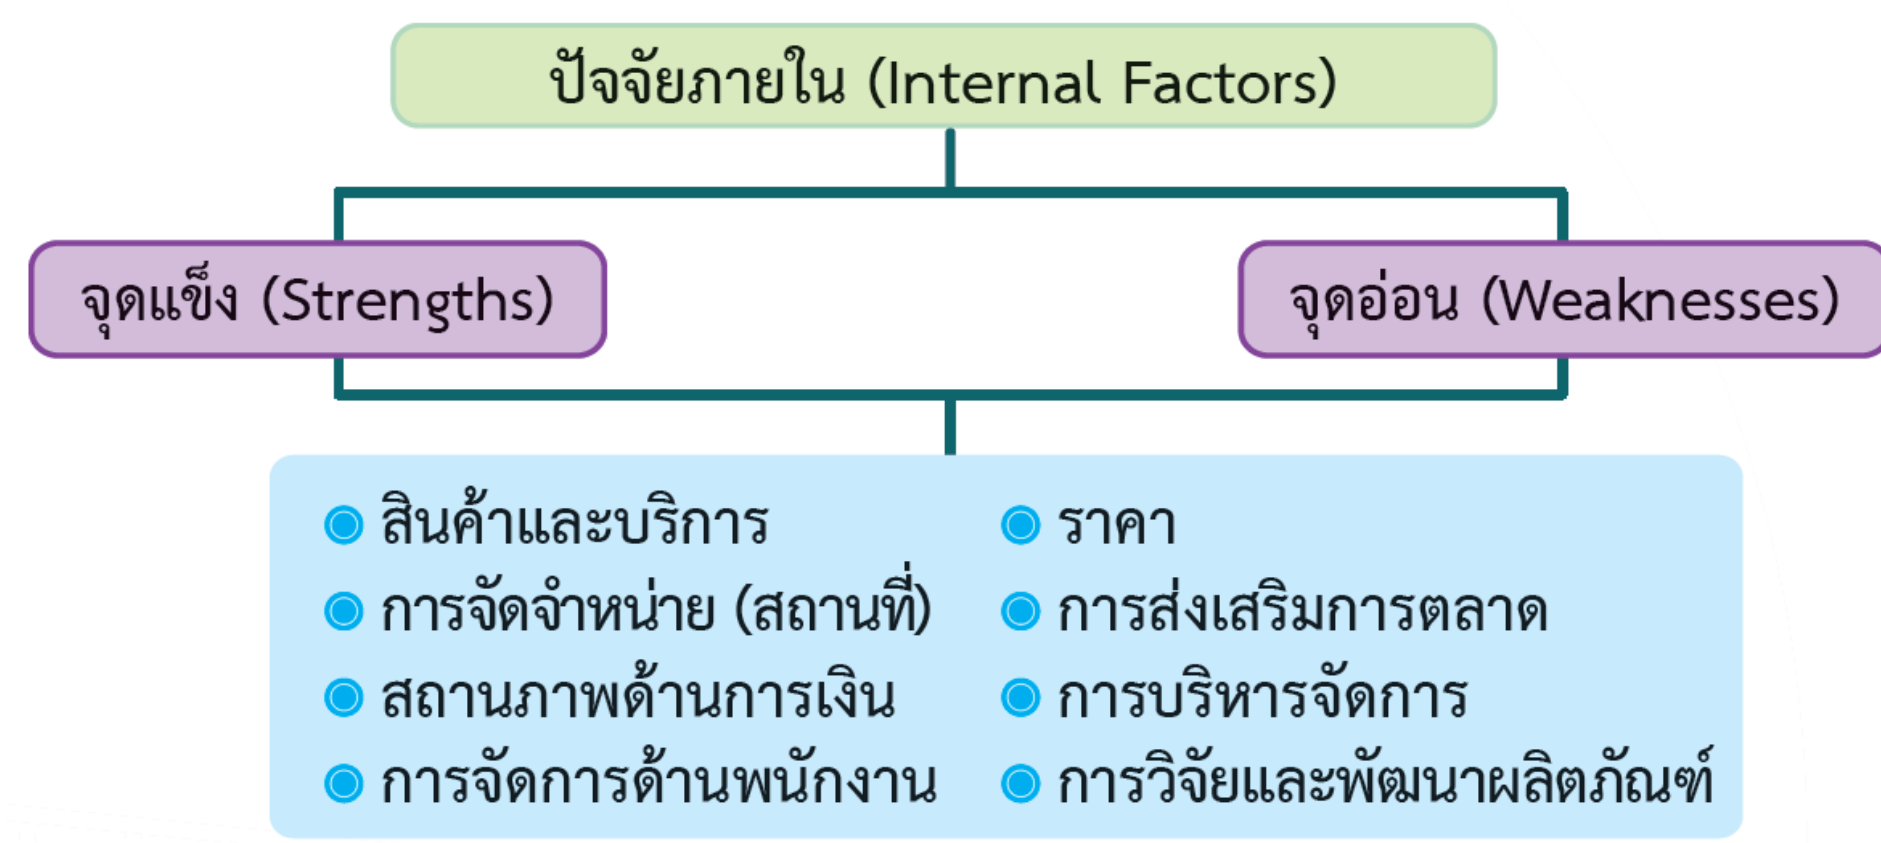 ปัจจัยภายใน (Internal Factors)
จุดแข็ง (Strengths)
จุดอ่อน (Weaknesses)
สินค้าและบริการ
การจัดจำหน่าย (สถานที่)
สถานภาพด้านการเงิน
การจัดการด้านพนักงาน
ราคา
การส่งเสริมการตลาด
การบริหารจัดการ
การวิจัยและพัฒนาผลิตภัณฑ์